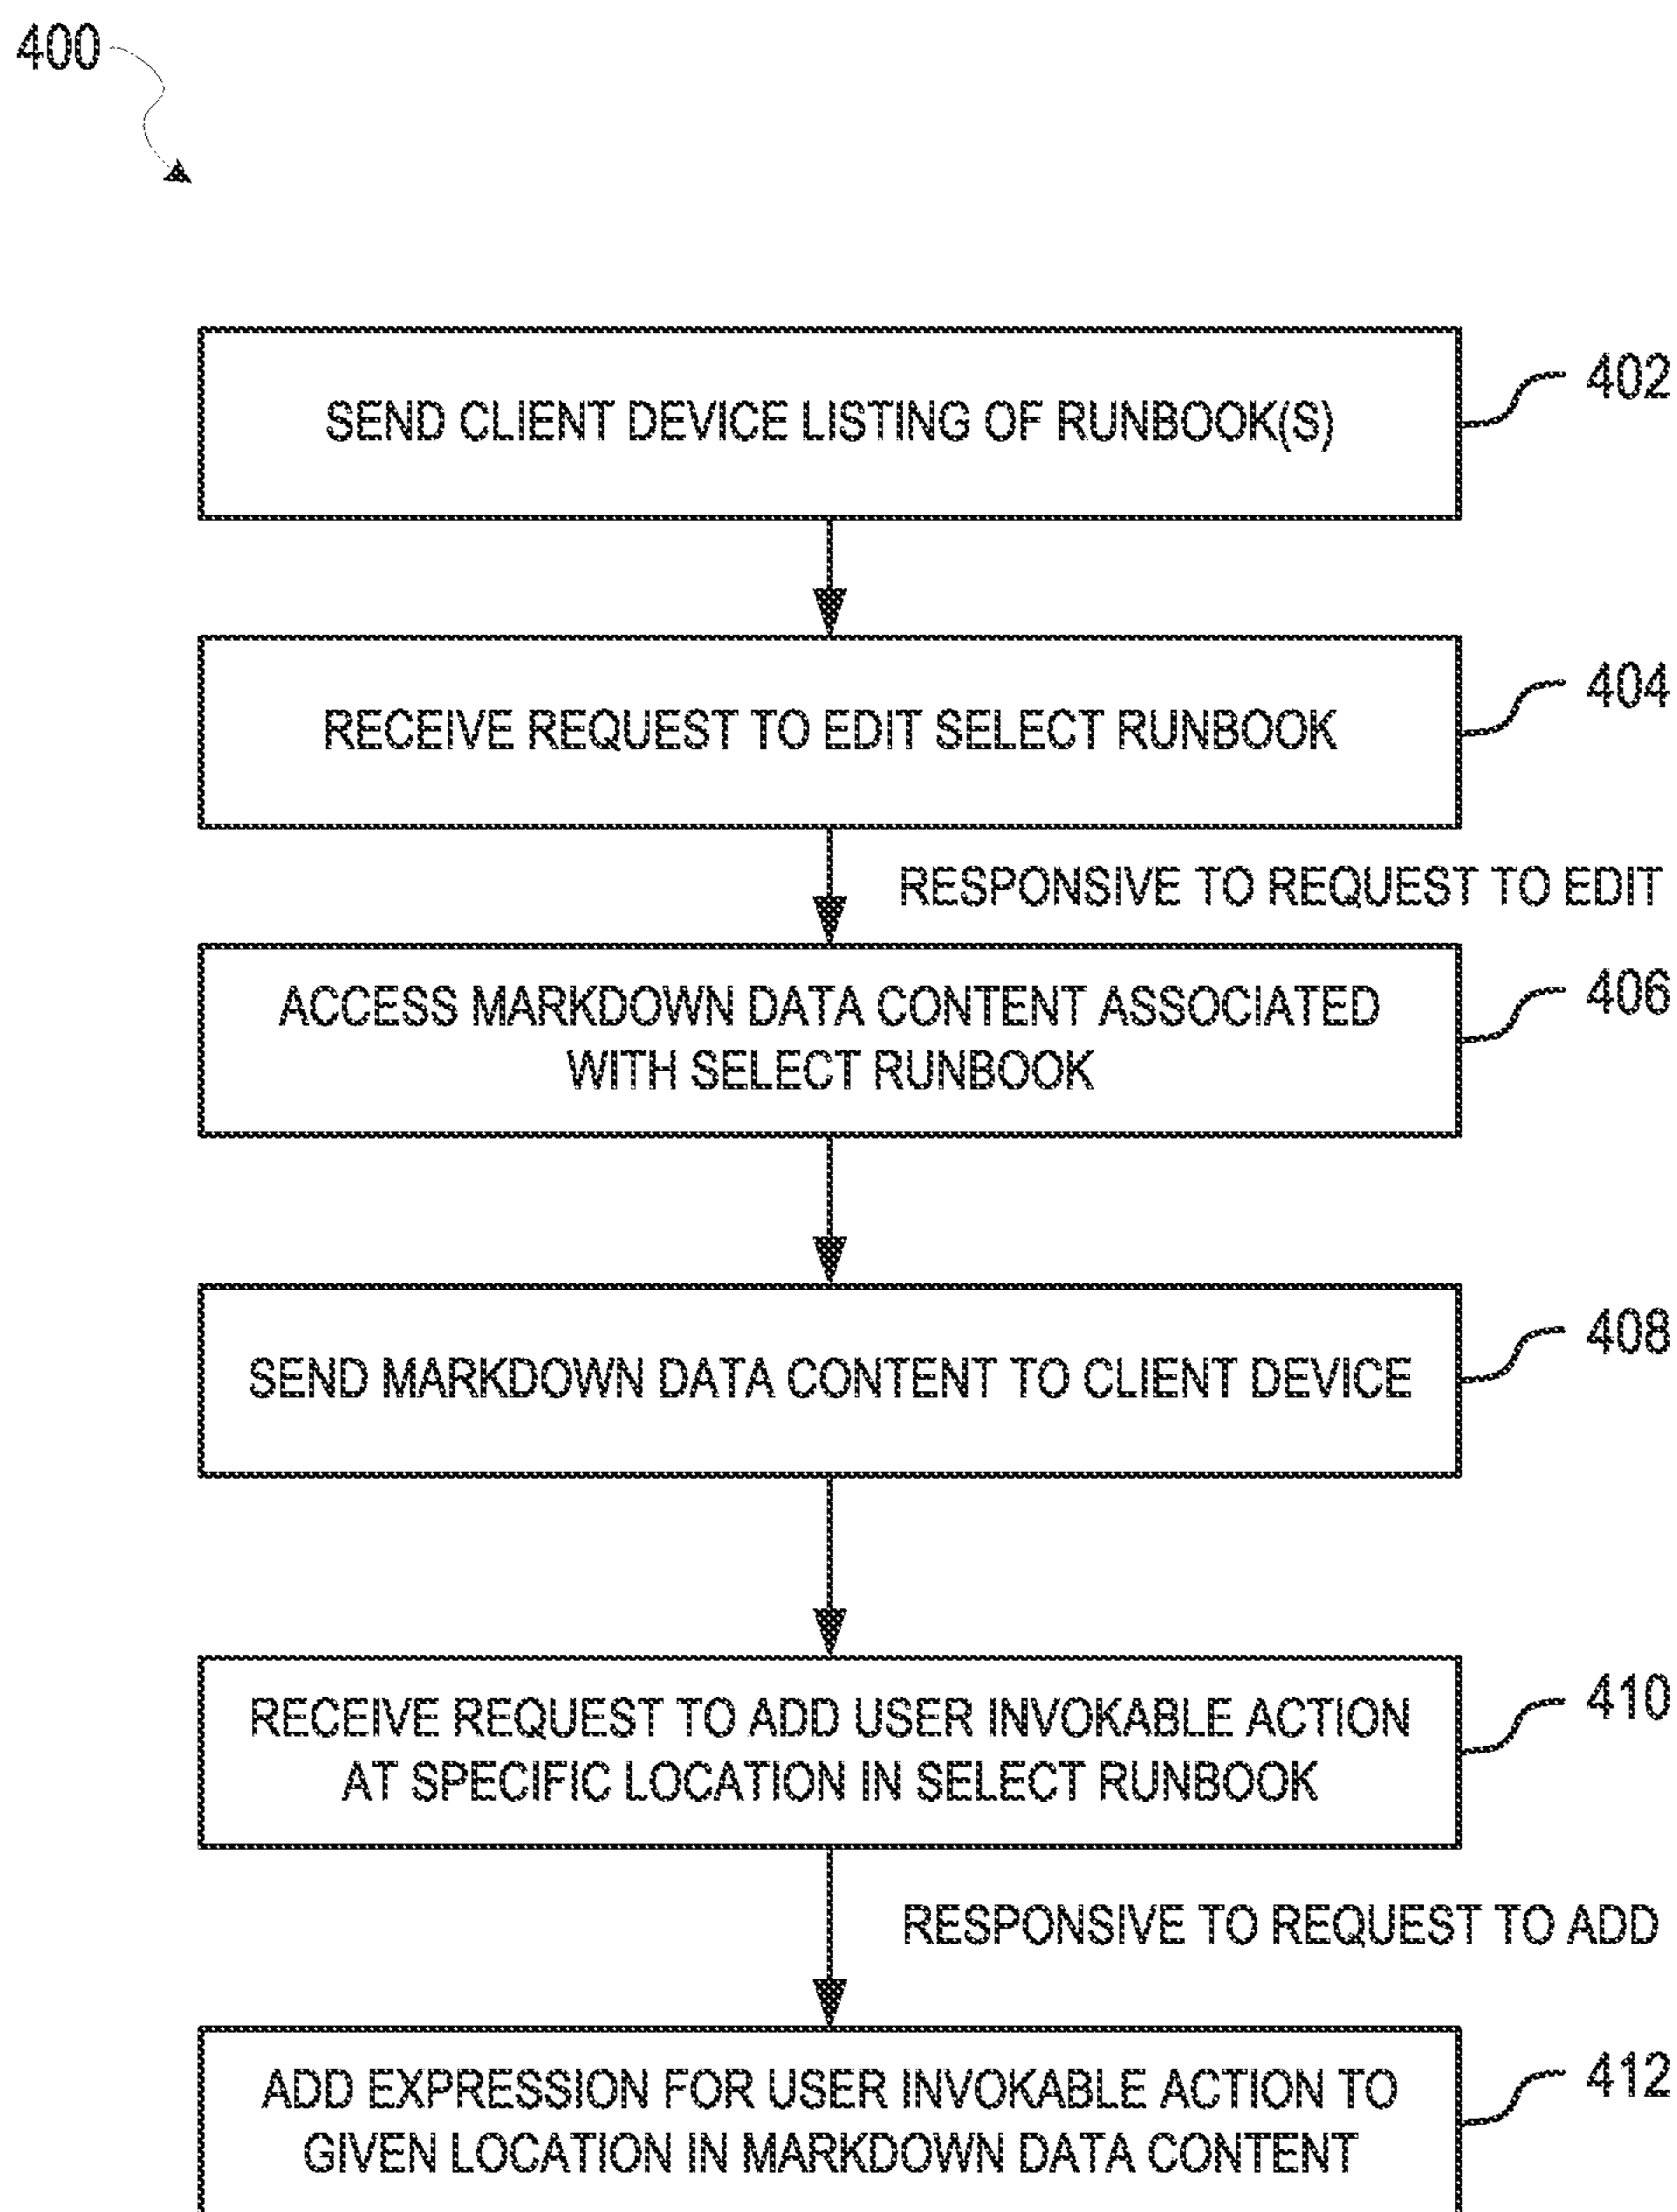 400
SEND CLIENT DEVICE LISTING OF RUNBOOK(S)
402
RECEIVE REQUEST TO EDIT SELECT RUNBOOK
404
RESPONSIVE TO REQUEST TO EDIT
ACCESS MARKDOWN DATA CONTENT ASSOCIATED
WITH SELECT RUNBOOK
406
SEND MARKDOWN DATA CONTENT TO CLIENT DEVICE
408
RECEIVE REQUEST TO ADD USER INVOKABLE ACTION
AT SPECIFIC LOCATION IN SELECT RUNBOOK
410
RESPONSIVE TO REQUEST TO ADD
ADD EXPRESSION FOR USER INVOKABLE ACTION TO
GIVEN LOCATION IN MARKDOWN DATA CONTENT
412